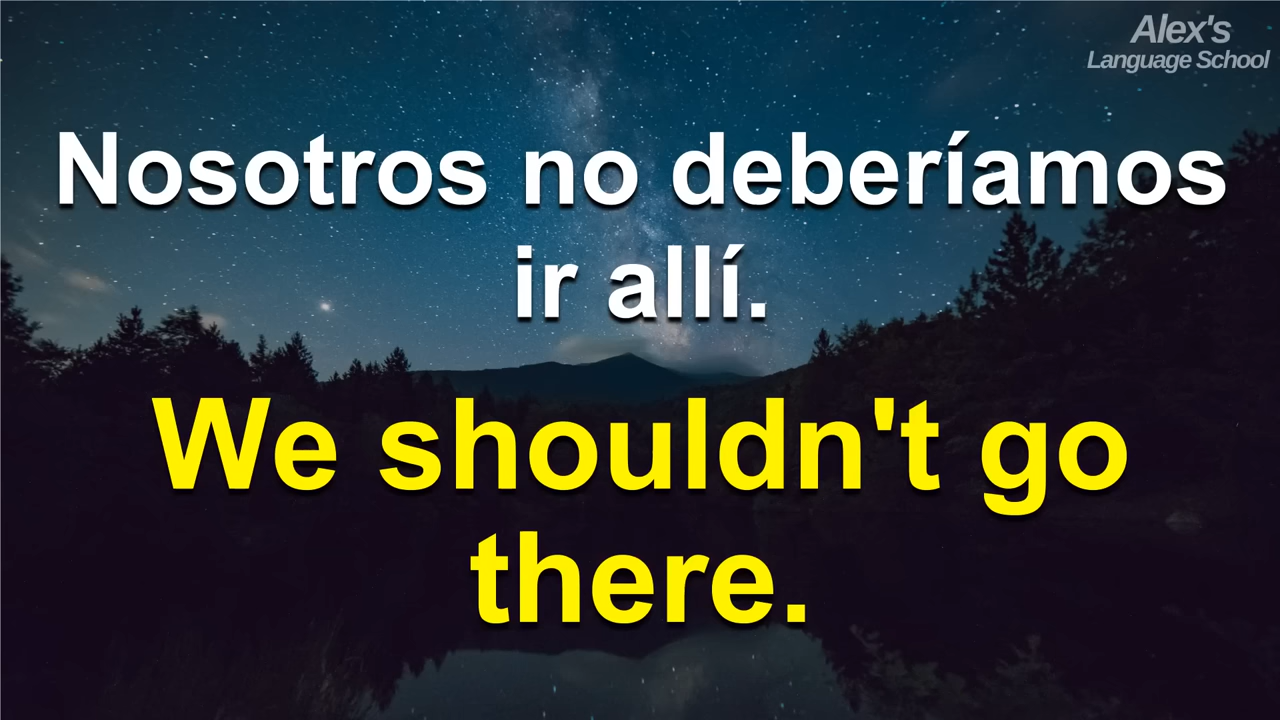 Alex's
Language School
Nosotros no deberíamos
ir allí.
We shouldn't go
there.